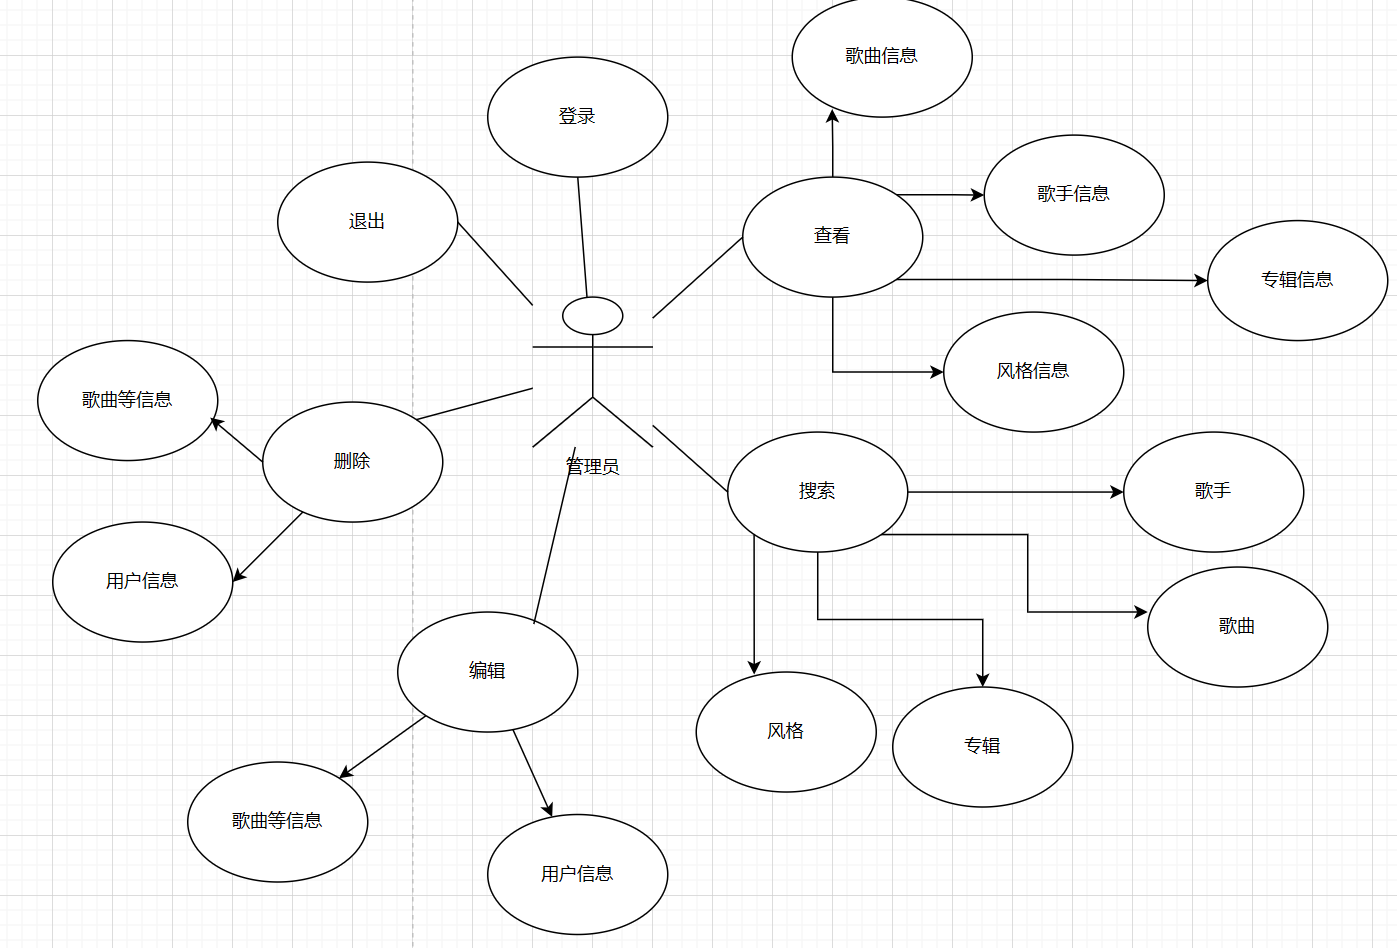 歌曲信息
登录
歌手信息
退出
查看
专辑信息
风格信息
歌曲等信息
删除
管理员
搜索
歌手
用户信息
歌曲
编辑
风格
专辑
歌曲等信息
用户信息